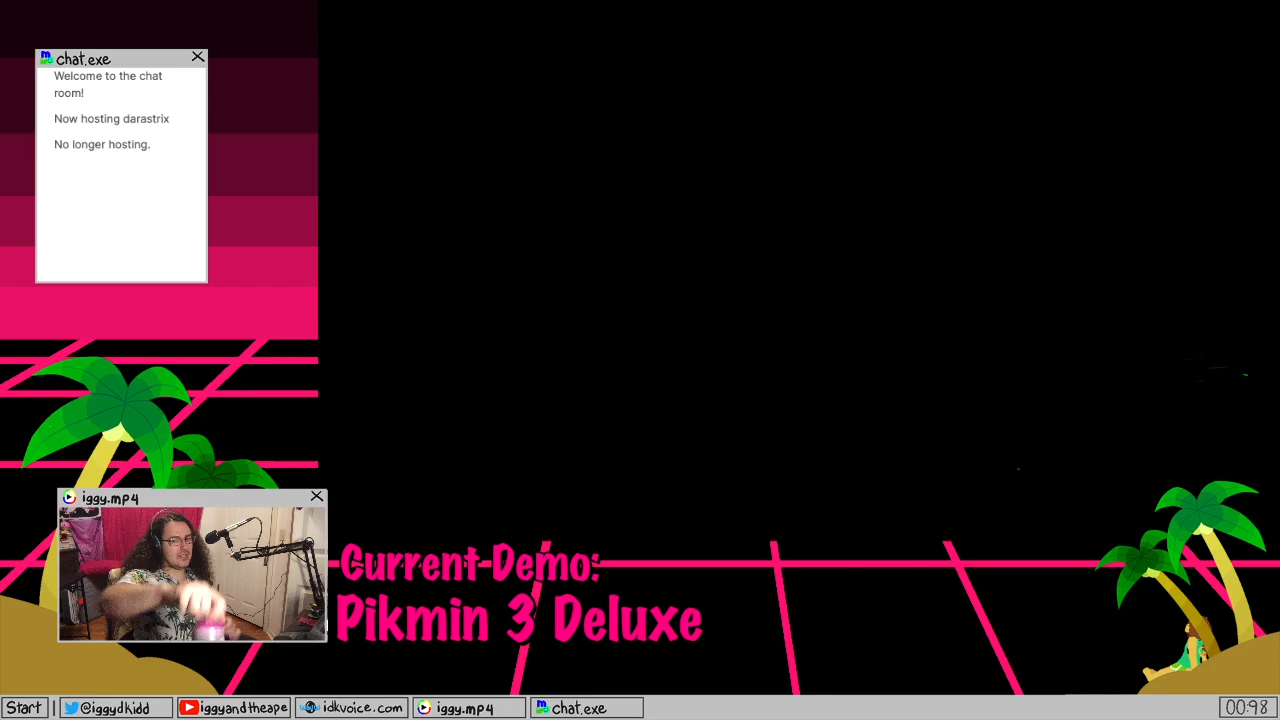 chat.exe
Welcome to the chat
room!
Now hosting darastrix
No longer hosting.
iggy.mp4
Current Demo:
Pikmin 3 Deluxe
Start
@iggydkidd
iggyandtheape
www idkvoice.com
iggy.mp4
chat.exe
00:98